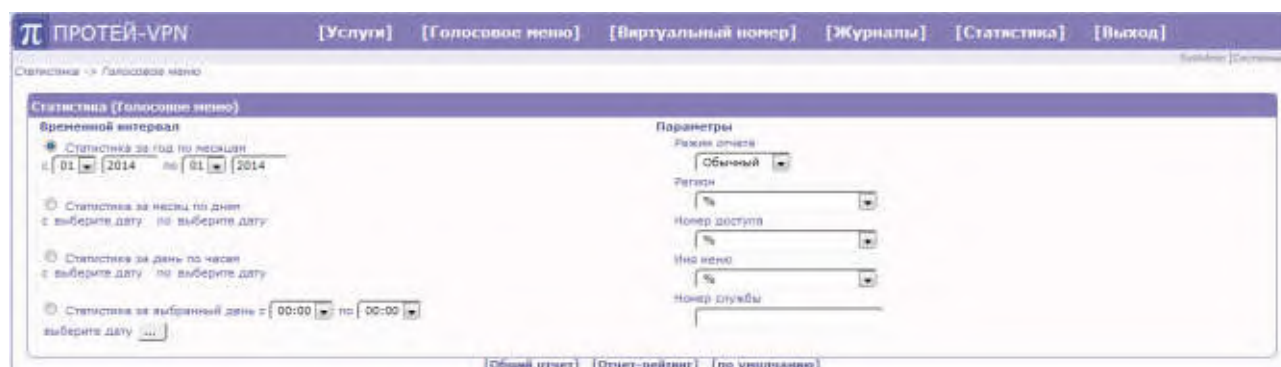 π ПРОТЕЙ-VPN [Услуги] [Голосовое меню] [Виртуальный номер] [Журналы] [Статистика] [Выход]
Статистика -> Голосовое меню
Статистика (Голосовое меню)
Временной интервал
Статистика за год по месяцам
с 01 2014 по 01 2014
Статистика за месяц по дням
с выберите дату по выберите дату
Статистика за день по часам
с выберите дату по выберите дату
Статистика за выбранный день с 00:00 по 00:00
выберите дату ...
Параметры
Режим отчета
Обычный
Регион
%
Номер доступа
%
Имя меню
%
Номер службы
[Общий отчет] [Отчет-рейтинг] [по умолчанию]